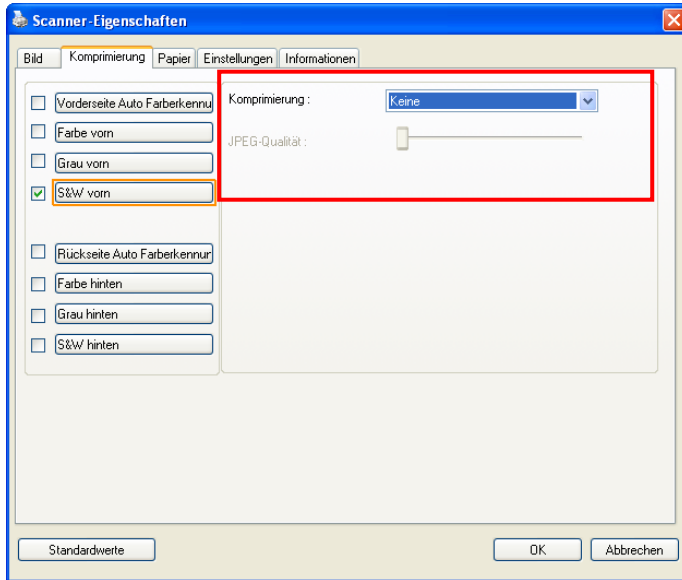 Scanner-Eigenschaften
Bild Komprimierung Papier Einstellungen Informationen
Vorderseite Auto Farberkennu
Farbe vorn
Grau vorn
S&W vorn
Rückseite Auto Farberkennur
Farbe hinten
Grau hinten
S&W hinten
Komprimierung : Keine
JPEG-Qualität :
Standardwerte OK Abbrechen